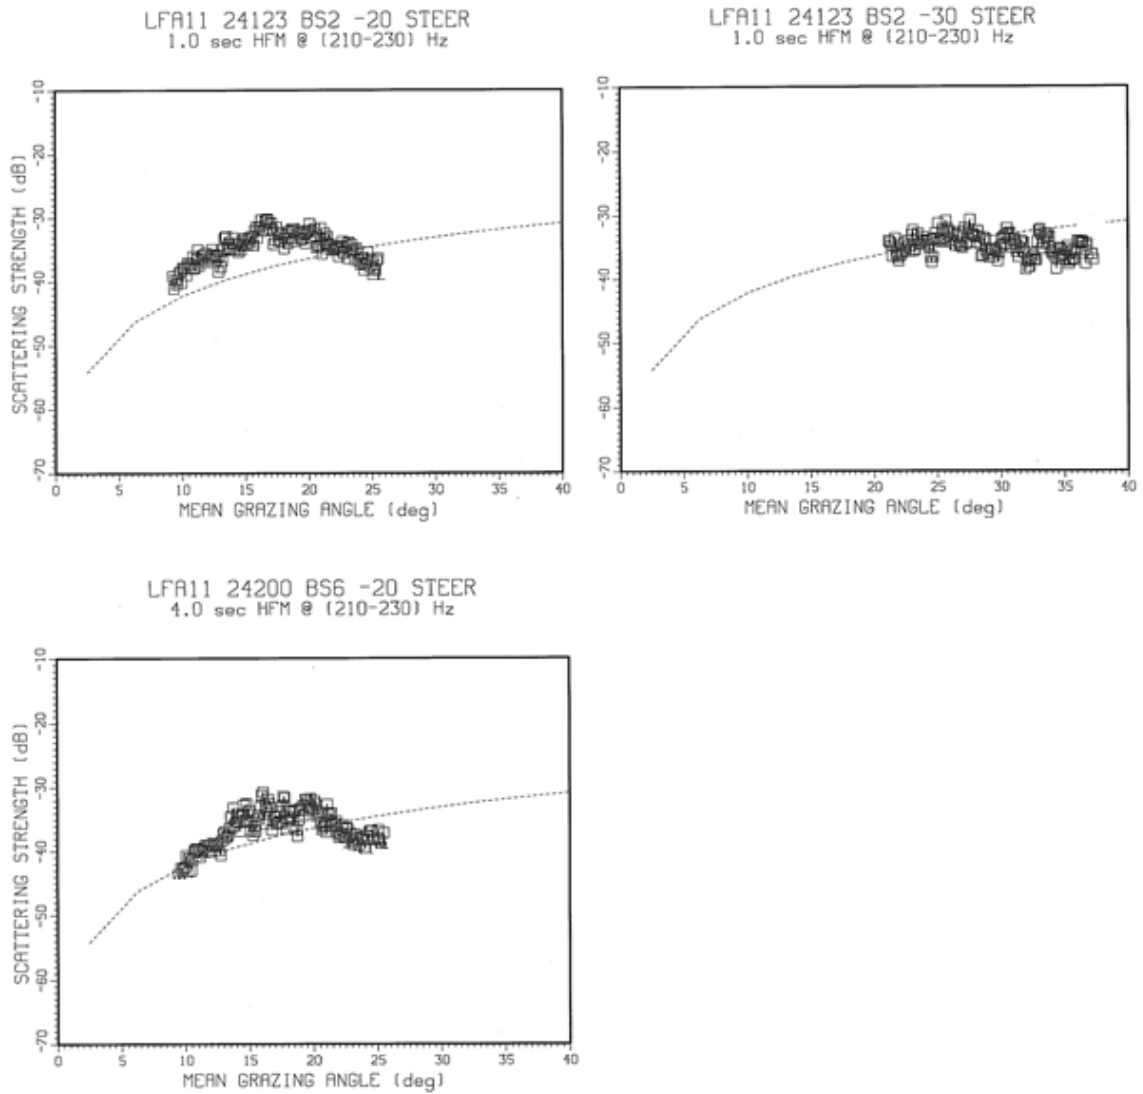 LFA11 24123 BS2 -20 STEER
1.0 sec HFM @ (210-230) Hz
SCATTERING STRENGTH (dB)
-10
-20
-30
-40
-50
-60
-70
0 5 10 15 20 25 30 35 40
MEAN GRAZING ANGLE (deg)
LFA11 24123 BS2 -30 STEER
1.0 sec HFM @ (210-230) Hz
-10
-20
-30
-40
-50
-60
-70
0 5 10 15 20 25 30 35 40
MEAN GRAZING ANGLE (deg)
LFA11 24200 BS6 -20 STEER
4.0 sec HFM @ (210-230) Hz
SCATTERING STRENGTH (dB)
-10
-20
-30
-40
-50
-60
-70
0 5 10 15 20 25 30 35 40
MEAN GRAZING ANGLE (deg)